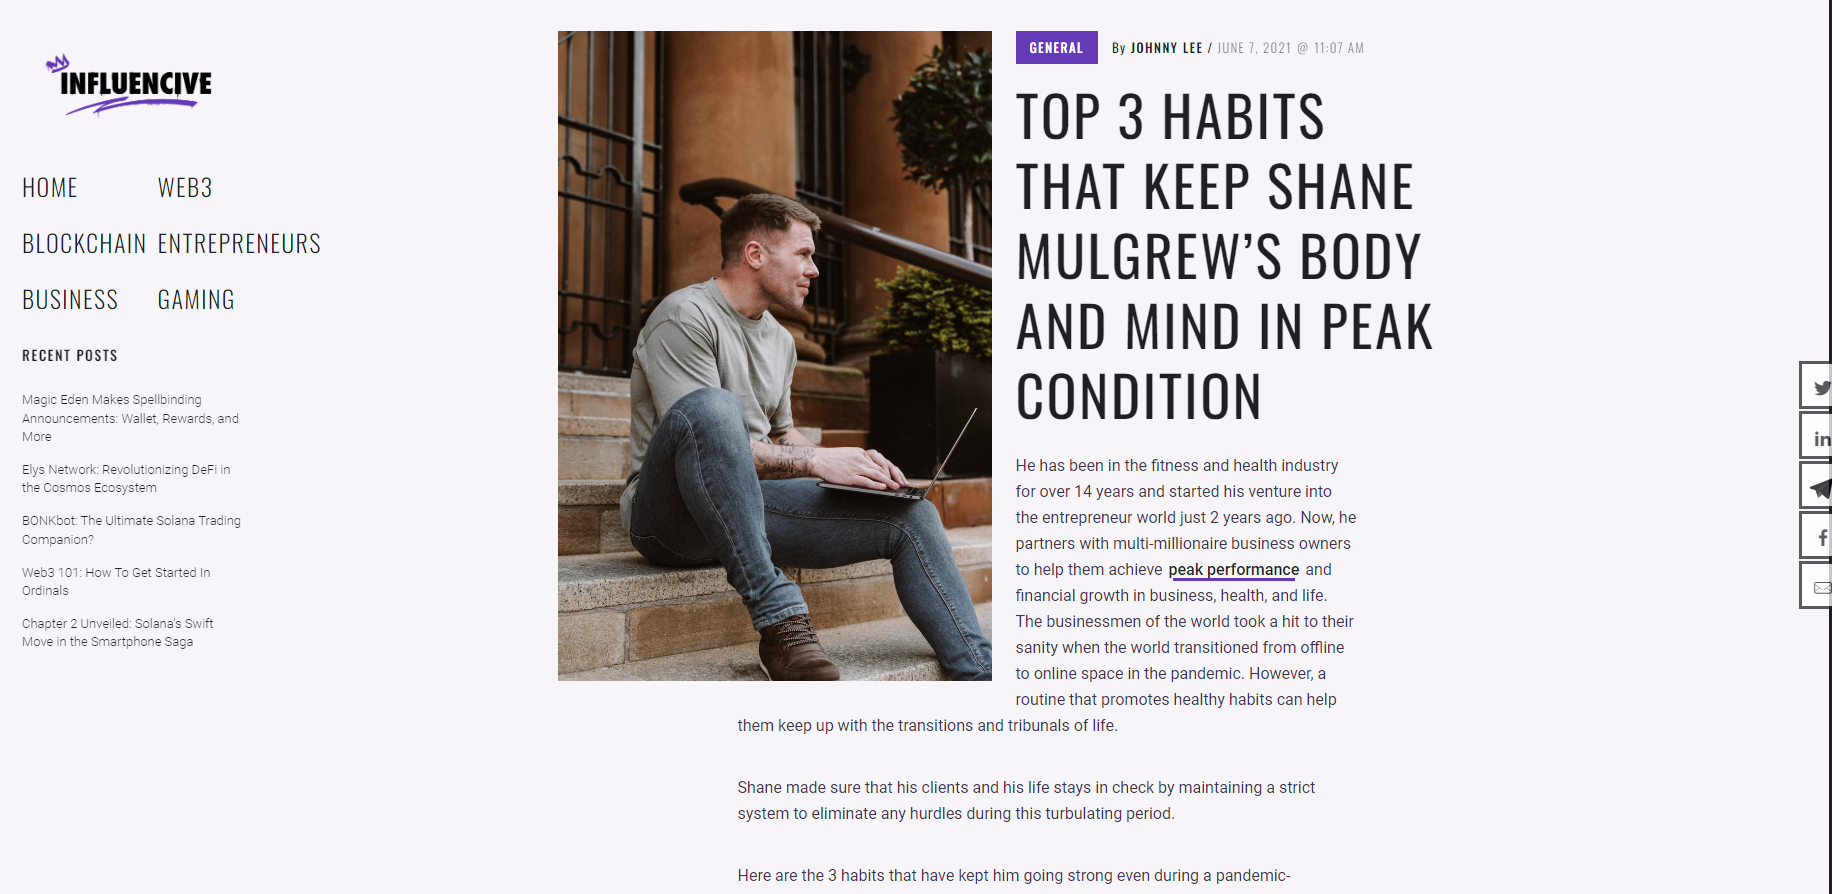 INFLUENCIVE
HOME
WEB3
BLOCKCHAIN
ENTREPRENEURS
BUSINESS
GAMING
RECENT POSTS
Magic Eden Makes Spellbinding
Announcements: Wallet, Rewards, and
More
Elys Network: Revolutionizing DeFi in
the Cosmos Ecosystem
BONKbot: The Ultimate Solana Trading
Companion?
Web3 101: How To Get Started In
Ordinals
Chapter 2 Unveiled: Solana's Swift
Move in the Smartphone Saga
GENERAL
By JOHNNY LEE / JUNE 7, 2021 @ 11:07 AM
TOP 3 HABITS
THAT KEEP SHANE
MULGREW’S BODY
AND MIND IN PEAK
CONDITION
He has been in the fitness and health industry
for over 14 years and started his venture into
the entrepreneur world just 2 years ago. Now, he
partners with multi-millionaire business owners
to help them achieve peak performance and
financial growth in business, health, and life.
The businessmen of the world took a hit to their
sanity when the world transitioned from offline
to online space in the pandemic. However, a
routine that promotes healthy habits can help
them keep up with the transitions and tribunals of life.
Shane made sure that his clients and his life stays in check by maintaining a strict
system to eliminate any hurdles during this turbulating period.
Here are the 3 habits that have kept him going strong even during a pandemic-